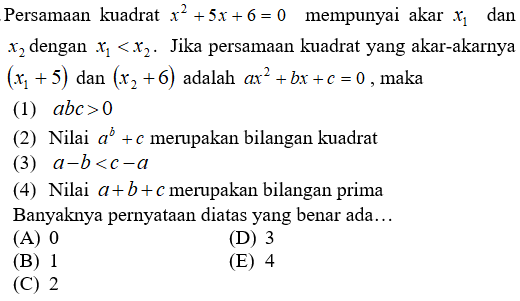 Persamaan kuadrat x² + 5x + 6 = 0 mempunyai akar x₁ dan
x₂ dengan x₁ < x₂. Jika persamaan kuadrat yang akar-akarnya
(x₁ + 5) dan (x₂ + 6) adalah ax² + bx + c = 0 , maka
(1) abc > 0
(2) Nilai aᵇ + c merupakan bilangan kuadrat
(3) a − b < c − a
(4) Nilai a + b + c merupakan bilangan prima
Banyaknya pernyataan diatas yang benar ada…
(A) 0 (D) 3
(B) 1 (E) 4
(C) 2